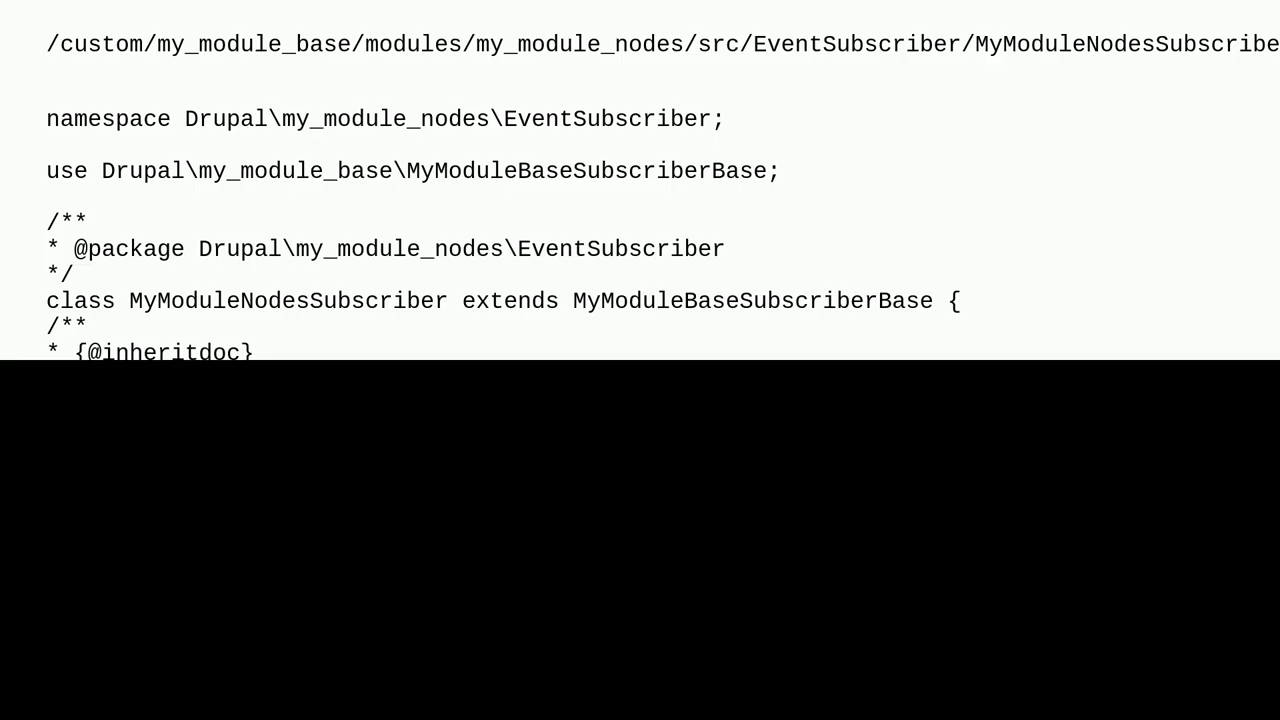 /custom/my_module_base/modules/my_module_nodes/src/EventSubscriber/MyModuleNodesSubscribe
namespace Drupal\my_module_nodes\EventSubscriber;
use Drupal\my_module_base\MyModuleBaseSubscriberBase;
/**
* @package Drupal\my_module_nodes\EventSubscriber
*/
class MyModuleNodesSubscriber extends MyModuleBaseSubscriberBase {
/**
* {@inheritdoc}